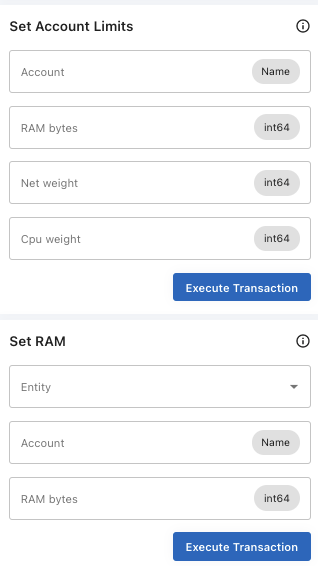 Set Account Limits
Account Name
RAM bytes int64
Net weight int64
Cpu weight int64
Execute Transaction
Set RAM
Entity
Account Name
RAM bytes int64
Execute Transaction